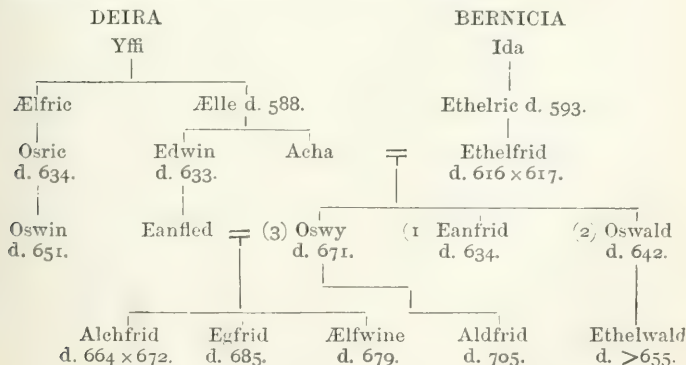 DEIRA BERNICIA
Yffi Ida
Ælfric Ælle d. 588. Ethelric d. 593.
Osric Edwin Acha Ethelfrid
d. 634. d. 633. d. 616 × 617.
Oswin Eanfled (3) Oswy (1 Eanfrid (2) Oswald
d. 651. d. 671. d. 634. d. 642.
Alchfrid Egfrid Ælfwine Aldfrid Ethelwald
d. 664 × 672. d. 685. d. 679. d. 705. d. >655.